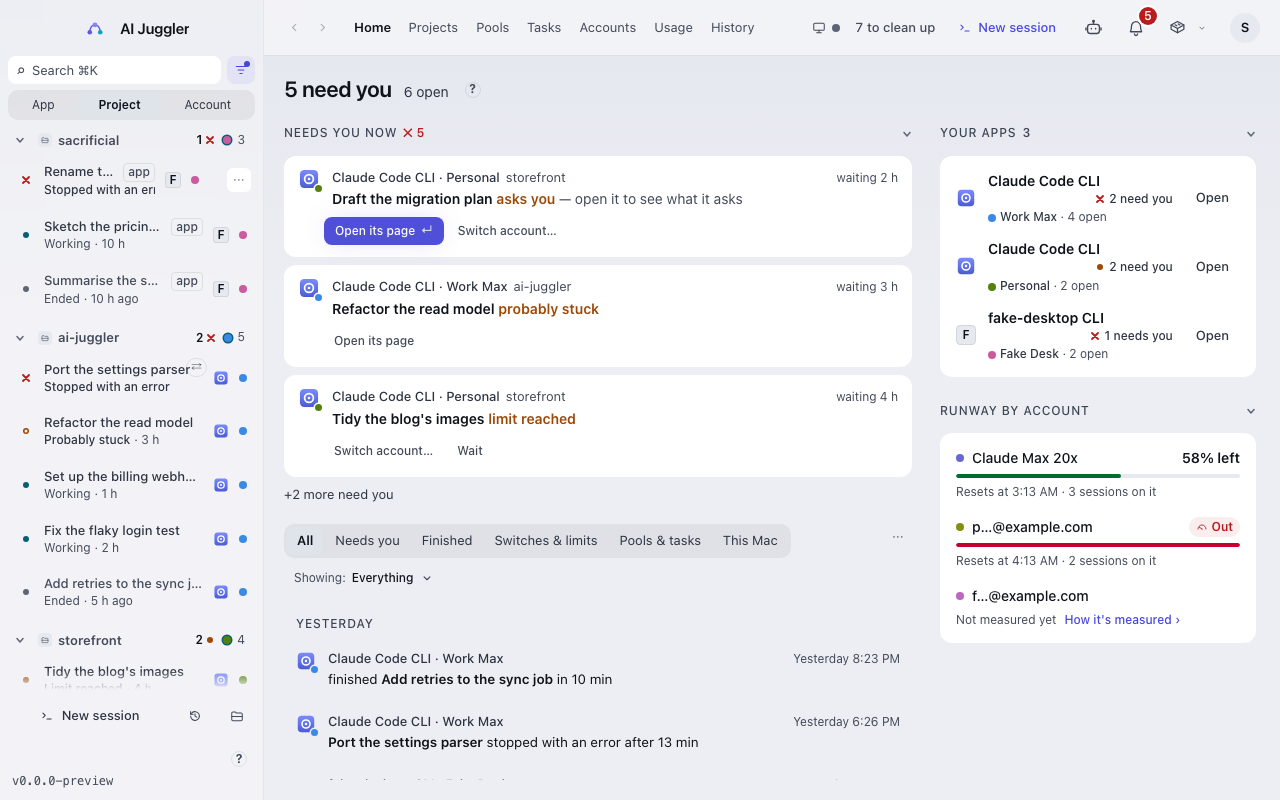 AI Juggler
Search ⌘K
App Project Account
sacrificial 1 3
Rename t... app F
Stopped with an err
Sketch the pricin... app F
Working · 10 h
Summarise the s... app F
Ended · 10 h ago
ai-juggler 2 5
Port the settings parser
Stopped with an error
Refactor the read model
Probably stuck · 3 h
Set up the billing webh...
Working · 1 h
Fix the flaky login test
Working · 2 h
Add retries to the sync j...
Ended · 5 h ago
storefront 2 4
Tidy the blog's images
New session
?
v0.0.0-preview
Home Projects Pools Tasks Accounts Usage History
7 to clean up
New session
5
S
5 need you 6 open ?
NEEDS YOU NOW 5
Claude Code CLI · Personal storefront waiting 2 h
Draft the migration plan asks you — open it to see what it asks
Open its page ↵ Switch account...
Claude Code CLI · Work Max ai-juggler waiting 3 h
Refactor the read model probably stuck
Open its page
Claude Code CLI · Personal storefront waiting 4 h
Tidy the blog's images limit reached
Switch account... Wait
+2 more need you
All Needs you Finished Switches & limits Pools & tasks This Mac ...
Showing: Everything
YESTERDAY
Claude Code CLI · Work Max Yesterday 8:23 PM
finished Add retries to the sync job in 10 min
Claude Code CLI · Work Max Yesterday 6:26 PM
Port the settings parser stopped with an error after 13 min
YOUR APPS 3
Claude Code CLI
2 need you Open
Work Max · 4 open
Claude Code CLI
2 need you Open
Personal · 2 open
F fake-desktop CLI
1 needs you Open
Fake Desk · 2 open
RUNWAY BY ACCOUNT
Claude Max 20x 58% left
Resets at 3:13 AM · 3 sessions on it
p...@example.com Out
Resets at 4:13 AM · 2 sessions on it
f...@example.com
Not measured yet How it's measured ›